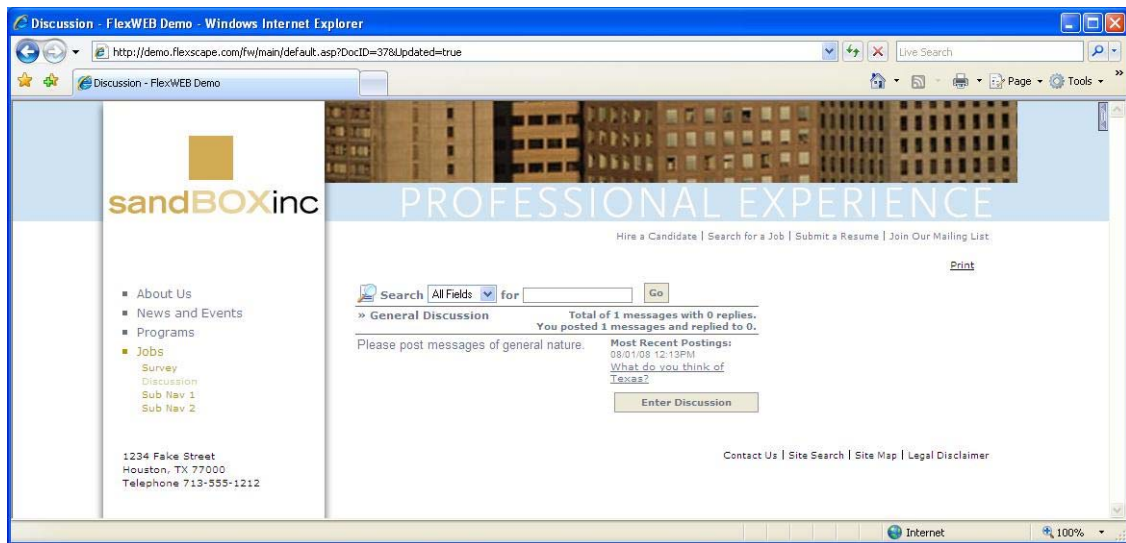 Discussion - FlexWEB Demo - Windows Internet Explorer
http://demo.flexscape.com/fw/main/default.asp?DocID=37&Updated=true
Live Search
Discussion - FlexWEB Demo
Page
Tools
sandBOXinc
PROFESSIONAL EXPERIENCE
Hire a Candidate | Search for a Job | Submit a Resume | Join Our Mailing List
Print
About Us
News and Events
Programs
Jobs
Survey
Discussion
Sub Nav 1
Sub Nav 2
1234 Fake Street
Houston, TX 77000
Telephone 713-555-1212
Search All Fields for Go
» General Discussion
Total of 1 messages with 0 replies.
You posted 1 messages and replied to 0.
Please post messages of general nature.
Most Recent Postings:
08/01/08 12:13PM
What do you think of
Texas?
Enter Discussion
Contact Us | Site Search | Site Map | Legal Disclaimer
Internet
100%